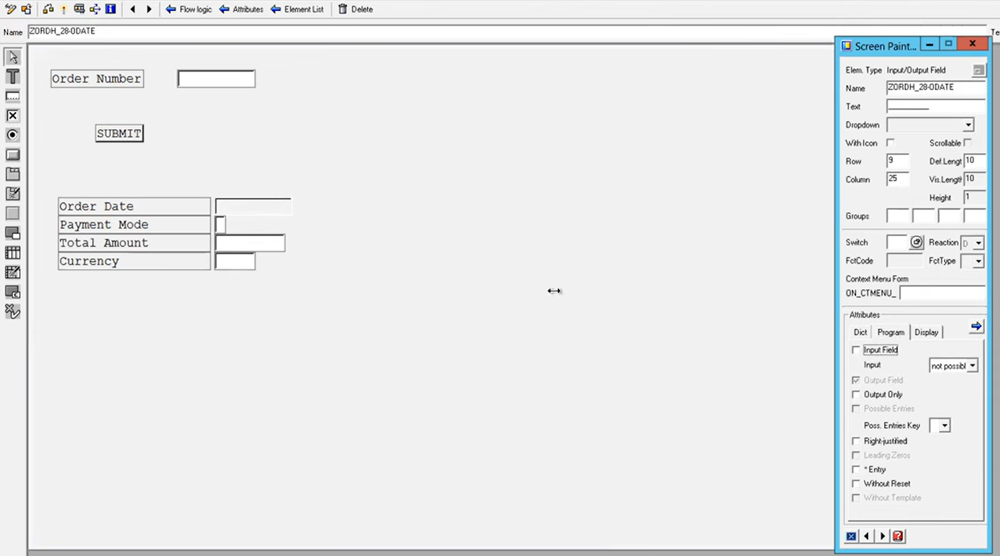 Flow logic Attributes Element List Delete
Name ZORDH_28-ODATE Te
Screen Paint...
Order Number
SUBMIT
Order Date
Payment Mode
Total Amount
Currency
Elem. Type Input/Output Field
Name ZORDH_28-ODATE
Text __________
Dropdown
With Icon Scrollable
Row 9 Def.Lengt 10
Column 25 Vis.Length 10
Height 1
Groups
Switch Reaction D
FctCode FctType
Context Menu Form
ON_CTMENU_
Attributes
Dict Program Display
Input Field
Input not possibl
Output Field
Output Only
Possible Entries
Poss. Entries Key
Right-justified
Leading Zeros
* Entry
Without Reset
Without Template